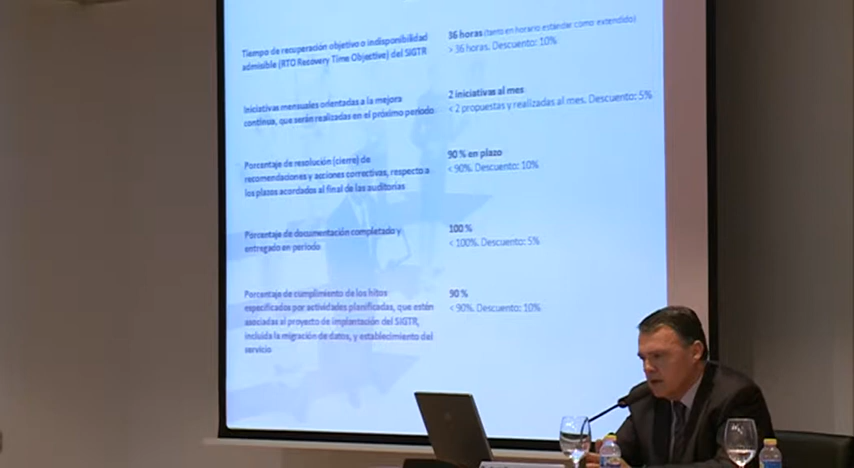 Tiempo de recuperación objetivo o indisponibilidad
admisible (RTO Recovery Time Objective) del SIGTR
36 horas (tanto en horario estándar como extendido)
> 36 horas. Descuento: 10%
Iniciativas mensuales orientadas a la mejora
continua, que serán realizadas en el próximo periodo
2 iniciativas al mes
< 2 propuestas y realizadas al mes. Descuento: 5%
Porcentaje de resolución (cierre) de
recomendaciones y acciones correctivas, respecto a
los plazos acordados al final de las auditorias
90 % en plazo
< 90%. Descuento: 10%
Porcentaje de documentación completado y
entregado en periodo
100 %
< 100%. Descuento: 5%
Porcentaje de cumplimiento de los hitos
especificados por actividades planificadas, que están
asociadas al proyecto de implantación del SIGTR,
incluida la migración de datos, y establecimiento del
servicio
90 %
< 90%. Descuento: 10%